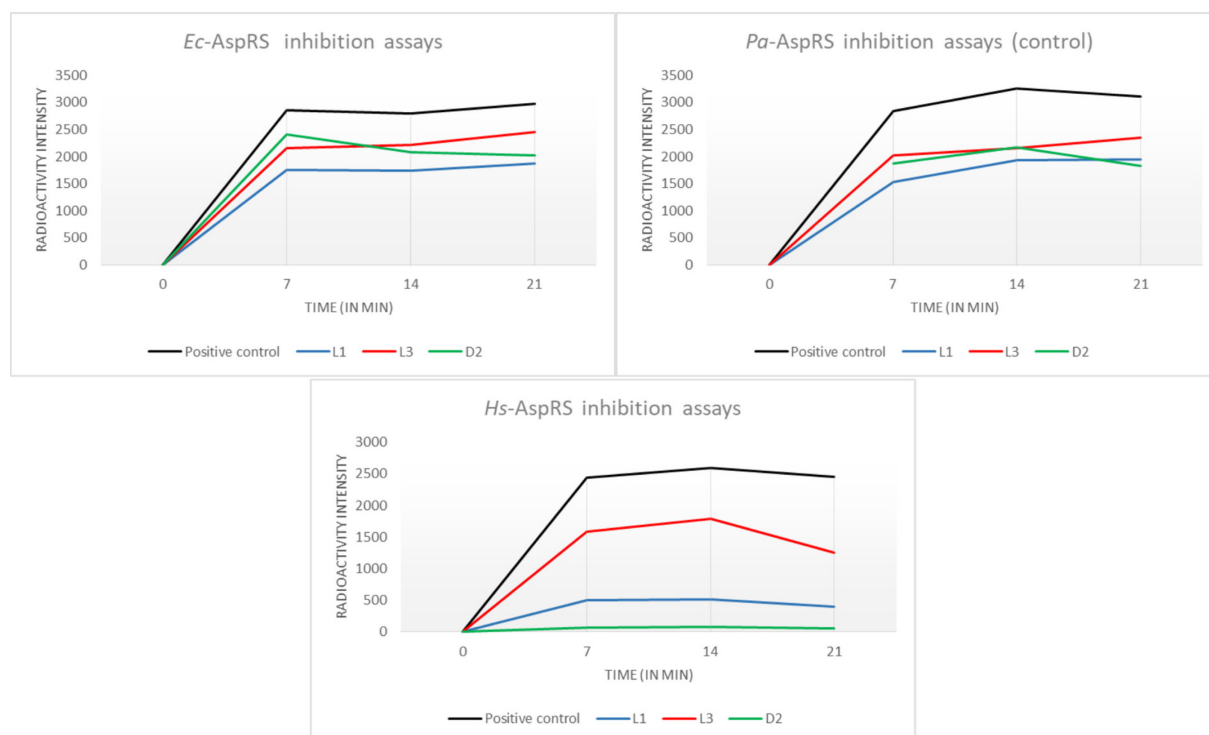 Ec-AspRS inhibition assays
RADIOACTIVITY INTENSITY
3500
3000
2500
2000
1500
1000
500
0
0 7 14 21
TIME (IN MIN)
Positive control L1 L3 D2
Pa-AspRS inhibition assays (control)
RADIOACTIVITY INTENSITY
3500
3000
2500
2000
1500
1000
500
0
0 7 14 21
TIME (IN MIN)
Positive control L1 L3 D2
Hs-AspRS inhibition assays
RADIOACTIVITY INTENSITY
3000
2500
2000
1500
1000
500
0
0 7 14 21
TIME (IN MIN)
Positive control L1 L3 D2